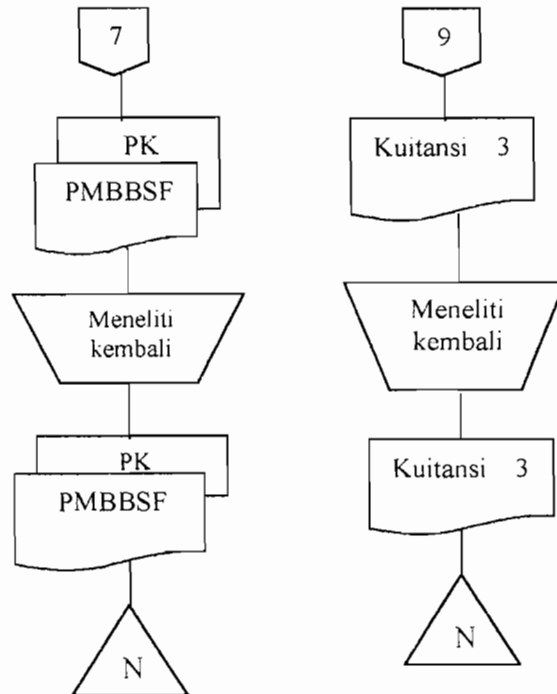 7
PK
PMBBSF
Meneliti
kembali
PK
PMBBSF
N
9
Kuitansi 3
Meneliti
kembali
Kuitansi 3
N